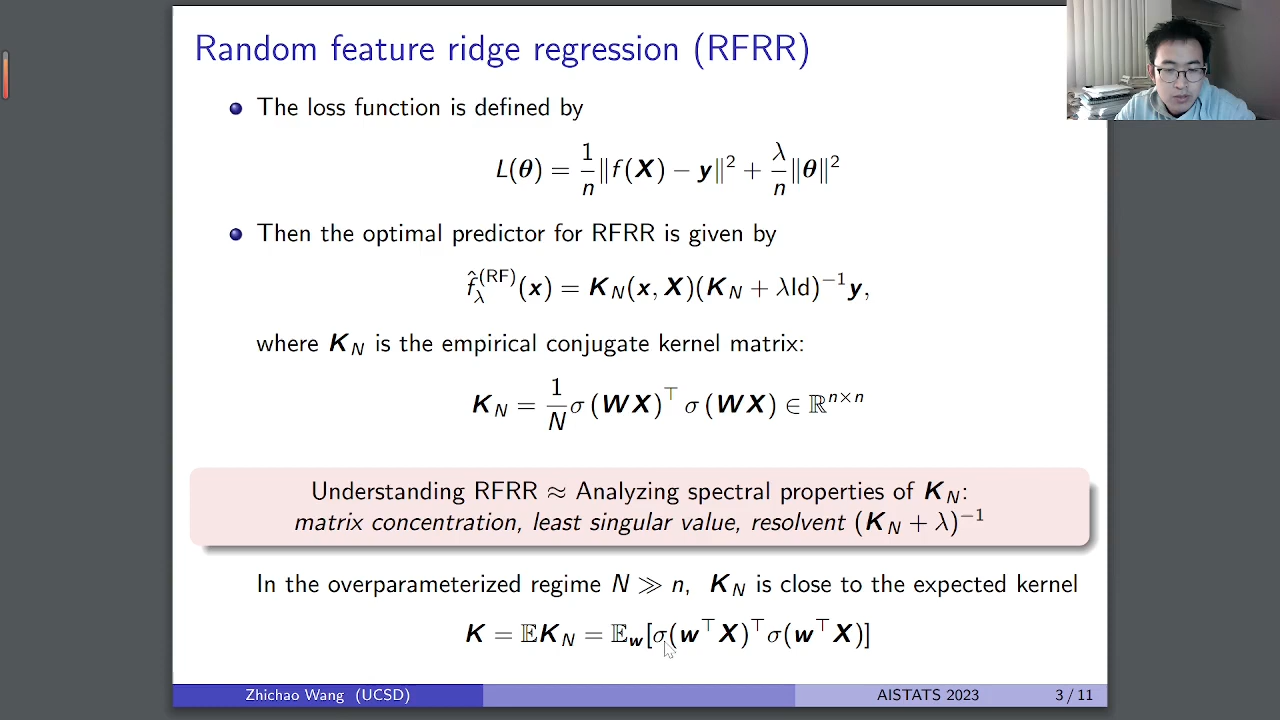 Random feature ridge regression (RFRR)
The loss function is defined by
L(θ) = 1/n ‖f(X) − y‖² + λ/n ‖θ‖²
Then the optimal predictor for RFRR is given by
f̂_λ^(RF)(x) = K_N(x, X)(K_N + λId)⁻¹y,
where K_N is the empirical conjugate kernel matrix:
K_N = 1/N σ(WX)^⊤ σ(WX) ∈ ℝ^{n×n}
Understanding RFRR ≈ Analyzing spectral properties of K_N:
matrix concentration, least singular value, resolvent (K_N + λ)⁻¹
In the overparameterized regime N ≫ n, K_N is close to the expected kernel
K = 𝔼K_N = 𝔼_w[σ(w^⊤X)^⊤σ(w^⊤X)]
Zhichao Wang (UCSD) AISTATS 2023 3 / 11